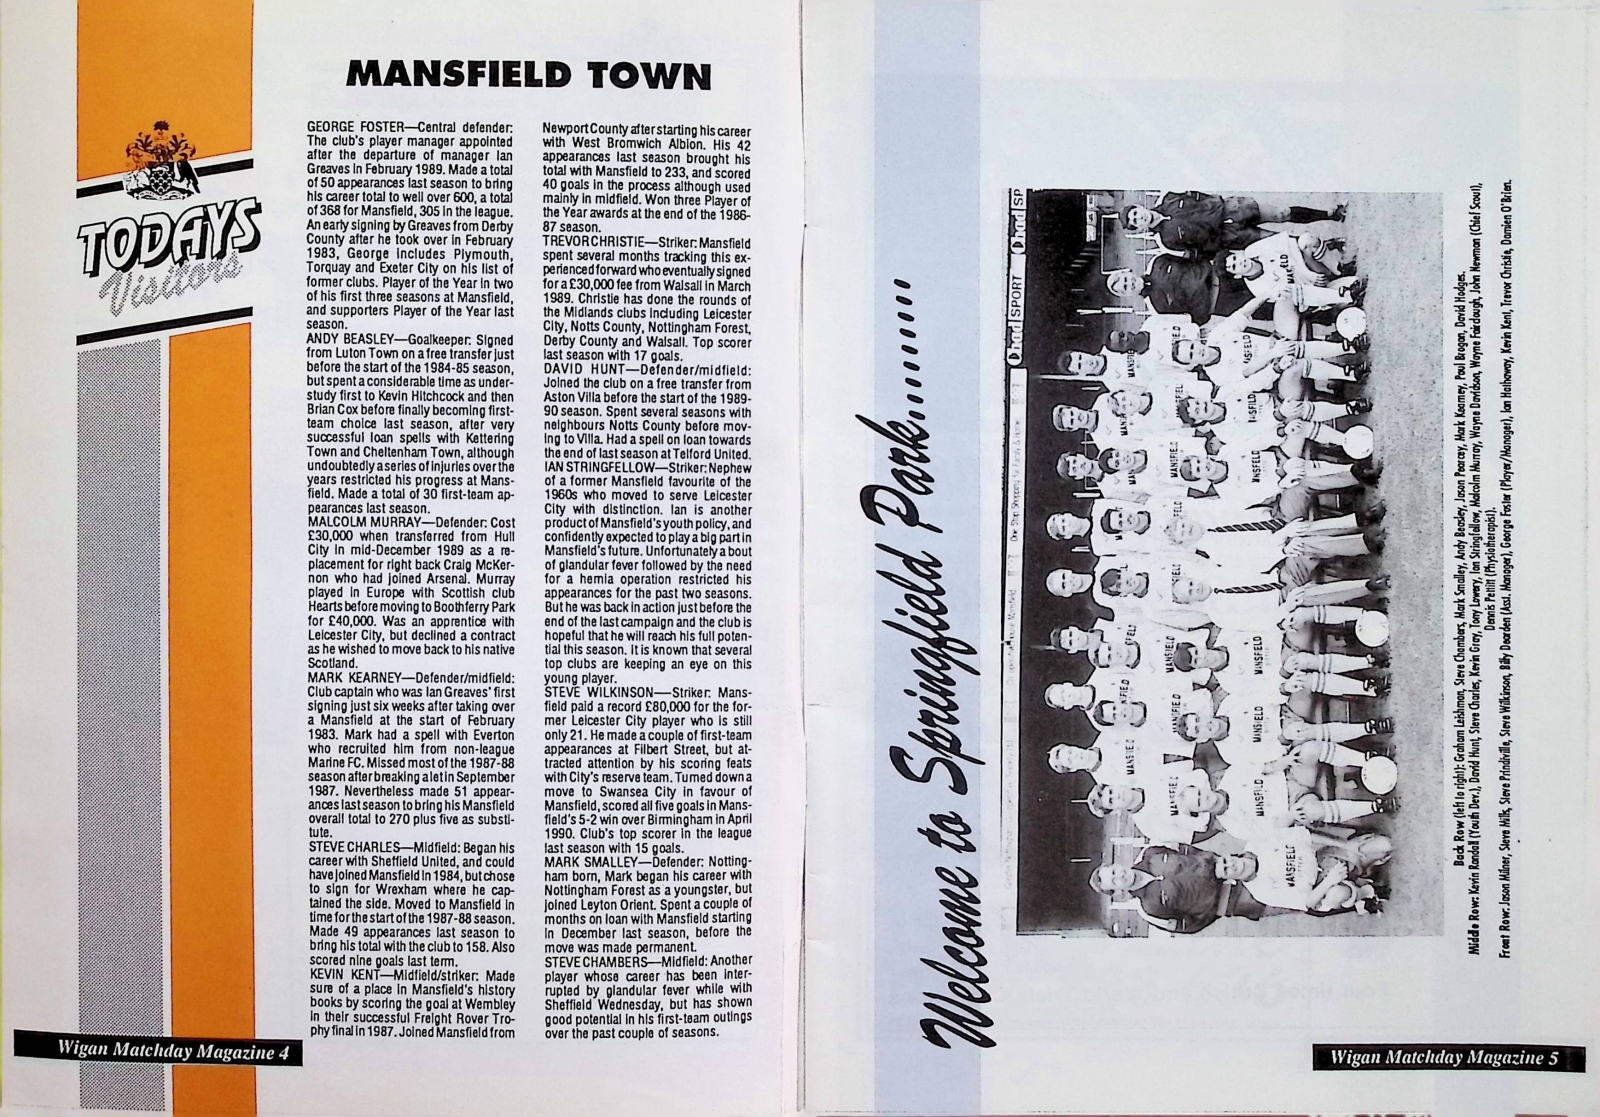 TODAYS
Visitors
MANSFIELD TOWN
GEORGE FOSTER—Central defender:
The club's player manager appointed
after the departure of manager Ian
Greaves in February 1989. Made a total
of 50 appearances last season to bring
his career total to well over 600, a total
of 368 for Mansfield, 305 in the league.
An early signing by Greaves from Derby
County after he took over in February
1983, George includes Plymouth,
Torquay and Exeter City on his list of
former clubs. Player of the Year in two
of his first three seasons at Mansfield,
and supporters Player of the Year last
season.
ANDY BEASLEY—Goalkeeper: Signed
from Luton Town on a free transfer just
before the start of the 1984-85 season,
but spent a considerable time as under-
study first to Kevin Hitchcock and then
Brian Cox before finally becoming first-
team choice last season, after very
successful loan spells with Kettering
Town and Cheltenham Town, although
undoubtedly a series of injuries over the
years restricted his progress at Mans-
field. Made a total of 30 first-team ap-
pearances last season.
MALCOLM MURRAY—Defender: Cost
£30,000 when transferred from Hull
City in mid-December 1989 as a re-
placement for right back Craig McKer-
non who had joined Arsenal. Murray
played in Europe with Scottish club
Hearts before moving to Boothferry Park
for £40,000. Was an apprentice with
Leicester City, but declined a contract
as he wished to move back to his native
Scotland.
MARK KEARNEY—Defender/midfield:
Club captain who was Ian Greaves' first
signing just six weeks after taking over
a Mansfield at the start of February
1983. Mark had a spell with Everton
who recruited him from non-league
Marine FC. Missed most of the 1987-88
season after breaking a let in September
1987. Nevertheless made 51 appear-
ances last season to bring his Mansfield
overall total to 270 plus five as substi-
tute.
STEVE CHARLES—Midfield: Began his
career with Sheffield United, and could
have joined Mansfield in 1984, but chose
to sign for Wrexham where he cap-
tained the side. Moved to Mansfield in
time for the start of the 1987-88 season.
Made 49 appearances last season to
bring his total with the club to 158. Also
scored nine goals last term.
KEVIN KENT—Midfield/striker: Made
sure of a place in Mansfield's history
books by scoring the goal at Wembley
in their successful Freight Rover Tro-
phy final in 1987. Joined Mansfield from
Newport County after starting his career
with West Bromwich Albion. His 42
appearances last season brought his
total with Mansfield to 233, and scored
40 goals in the process although used
mainly in midfield. Won three Player of
the Year awards at the end of the 1986-
87 season.
TREVOR CHRISTIE—Striker: Mansfield
spent several months tracking this ex-
perienced forward who eventually signed
for a £30,000 fee from Walsall in March
1989. Christie has done the rounds of
the Midlands clubs including Leicester
City, Notts County, Nottingham Forest,
Derby County and Walsall. Top scorer
last season with 17 goals.
DAVID HUNT—Defender/midfield:
Joined the club on a free transfer from
Aston Villa before the start of the 1989-
90 season. Spent several seasons with
neighbours Notts County before mov-
ing to Villa. Had a spell on loan towards
the end of last season at Telford United.
IAN STRINGFELLOW—Striker: Nephew
of a former Mansfield favourite of the
1960s who moved to serve Leicester
City with distinction. Ian is another
product of Mansfield's youth policy, and
confidently expected to play a big part in
Mansfield's future. Unfortunately a bout
of glandular fever followed by the need
for a hernia operation restricted his
appearances for the past two seasons.
But he was back in action just before the
end of the last campaign and the club is
hopeful that he will reach his full poten-
tial this season. It is known that several
top clubs are keeping an eye on this
young player.
STEVE WILKINSON—Striker: Mans-
field paid a record £80,000 for the for-
mer Leicester City player who is still
only 21. He made a couple of first-team
appearances at Filbert Street, but at-
tracted attention by his scoring feats
with City's reserve team. Turned down a
move to Swansea City in favour of
Mansfield, scored all five goals in Mans-
field's 5-2 win over Birmingham in April
1990. Club's top scorer in the league
last season with 15 goals.
MARK SMALLEY—Defender: Notting-
ham born, Mark began his career with
Nottingham Forest as a youngster, but
joined Leyton Orient. Spent a couple of
months on loan with Mansfield starting
in December last season, before the
move was made permanent.
STEVE CHAMBERS—Midfield: Another
player whose career has been inter-
rupted by glandular fever while with
Sheffield Wednesday, but has shown
good potential in his first-team outings
over the past couple of seasons.
Wigan Matchday Magazine 4
Welcome to Springfield Park..........
Chad SPORT
Chad SP
One Stop Shopping for Family & Home
MANSFIELD
Back Row (left to right): Graham Leishman, Steve Chambers, Mark Smalley, Andy Beasley, Jason Pearcey, Mark Kearney, Paul Brogan, David Hodges.
Middle Row: Kevin Randall (Youth Dev.), David Hunt, Steve Charles, Kevin Gray, Tony Lowery, Ian Stringfellow, Malcolm Murray, Wayne Davidson, Wayne Fairclough, John Newman (Chief Scout),
Dennis Pettitt (Physiotherapist).
Front Row: Jason Milner, Steve Mills, Steve Prindiville, Steve Wilkinson, Billy Dearden (Asst. Manager), George Foster (Player/Manager), Ian Hathaway, Kevin Kent, Trevor Christie, Damien O'Brien.
Wigan Matchday Magazine 5